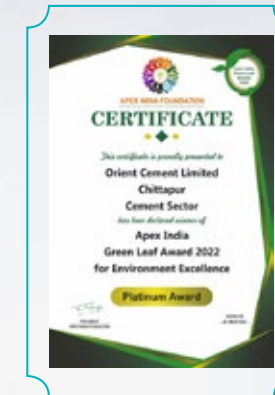 APEX INDIA FOUNDATION
CERTIFICATE
This certificate is proudly presented to
Orient Cement Limited
Chittapur
Cement Sector
has been declared winner of
Apex India
Green Leaf Award 2022
for Environment Excellence
Platinum Award